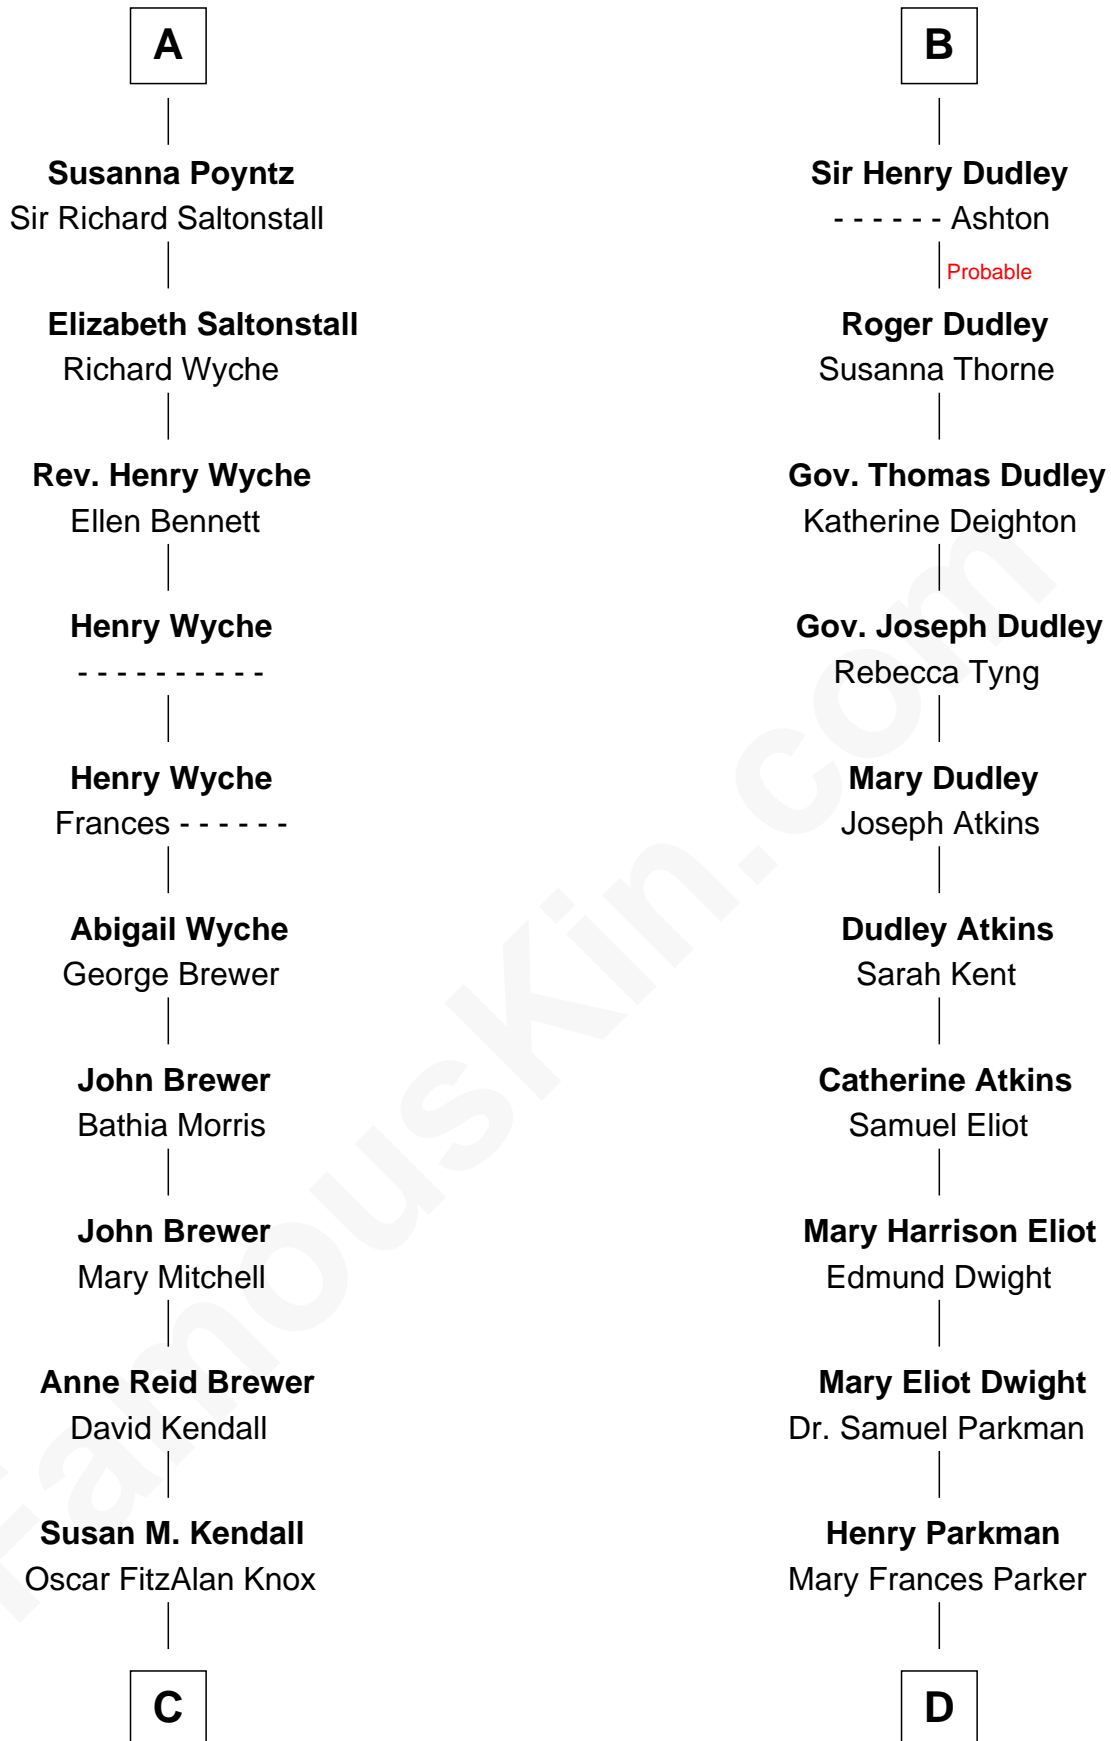 A
Susanna Poyntz
Sir Richard Saltonstall
Elizabeth Saltonstall
Richard Wyche
Rev. Henry Wyche
Ellen Bennett
Henry Wyche
- - - - - - - - - -
Henry Wyche
Frances - - - - - -
Abigail Wyche
George Brewer
John Brewer
Bathia Morris
John Brewer
Mary Mitchell
Anne Reid Brewer
David Kendall
Susan M. Kendall
Oscar FitzAlan Knox
C
B
Sir Henry Dudley
- - - - - - Ashton
Probable
Roger Dudley
Susanna Thorne
Gov. Thomas Dudley
Katherine Deighton
Gov. Joseph Dudley
Rebecca Tyng
Mary Dudley
Joseph Atkins
Dudley Atkins
Sarah Kent
Catherine Atkins
Samuel Eliot
Mary Harrison Eliot
Edmund Dwight
Mary Eliot Dwight
Dr. Samuel Parkman
Henry Parkman
Mary Frances Parker
D
FamousKin.com